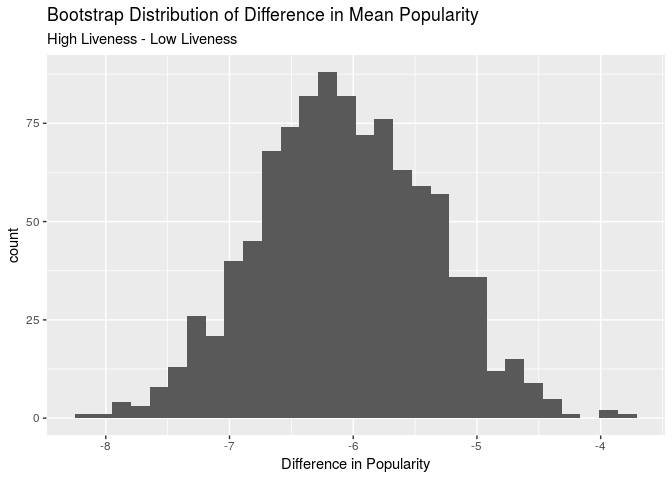 Bootstrap Distribution of Difference in Mean Popularity
High Liveness - Low Liveness
75
50
25
0
count
-8 -7 -6 -5 -4
Difference in Popularity